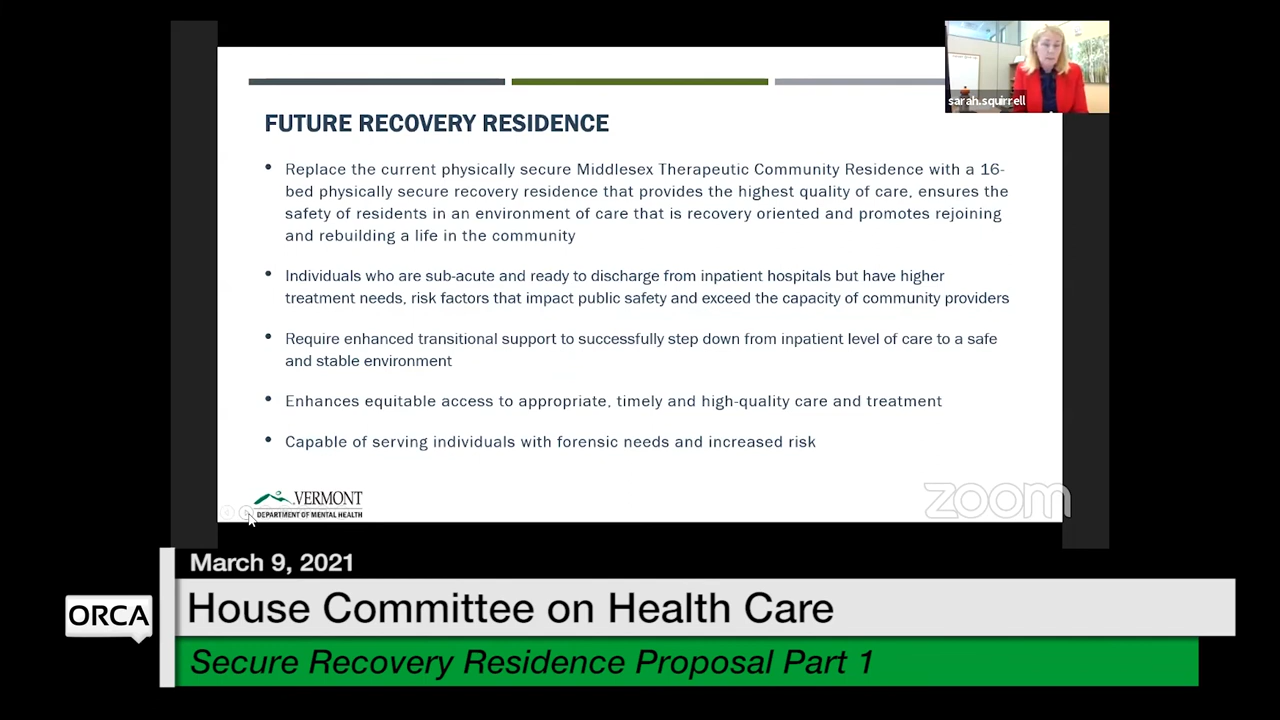 sarah.squirrell
FUTURE RECOVERY RESIDENCE
• Replace the current physically secure Middlesex Therapeutic Community Residence with a 16-
bed physically secure recovery residence that provides the highest quality of care, ensures the
safety of residents in an environment of care that is recovery oriented and promotes rejoining
and rebuilding a life in the community
• Individuals who are sub-acute and ready to discharge from inpatient hospitals but have higher
treatment needs, risk factors that impact public safety and exceed the capacity of community providers
• Require enhanced transitional support to successfully step down from inpatient level of care to a safe
and stable environment
• Enhances equitable access to appropriate, timely and high-quality care and treatment
• Capable of serving individuals with forensic needs and increased risk
VERMONT
DEPARTMENT OF MENTAL HEALTH
zoom
March 9, 2021
ORCA
House Committee on Health Care
Secure Recovery Residence Proposal Part 1